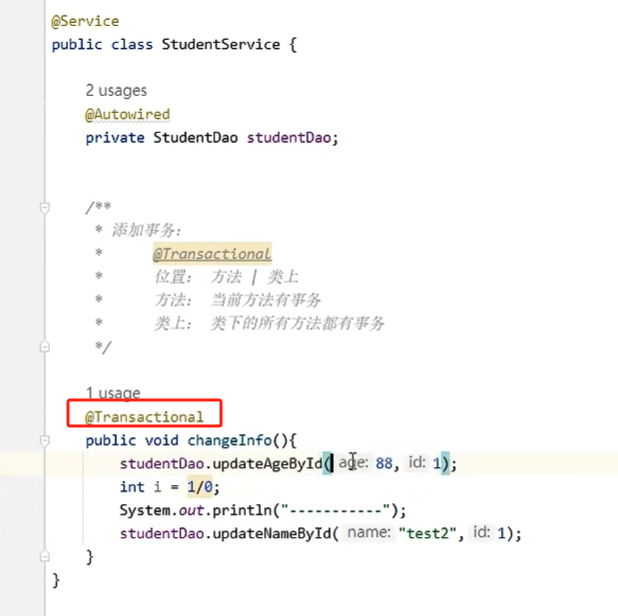 @Service
public class StudentService {
2 usages
@Autowired
private StudentDao studentDao;
/**
* 添加事务:
* @Transactional
* 位置: 方法 | 类上
* 方法: 当前方法有事务
* 类上: 类下的所有方法都有事务
*/
1 usage
@Transactional
public void changeInfo(){
studentDao.updateAgeById( age: 88, id: 1);
int i = 1/0;
System.out.println("-----------");
studentDao.updateNameById( name: "test2", id: 1);
}
}